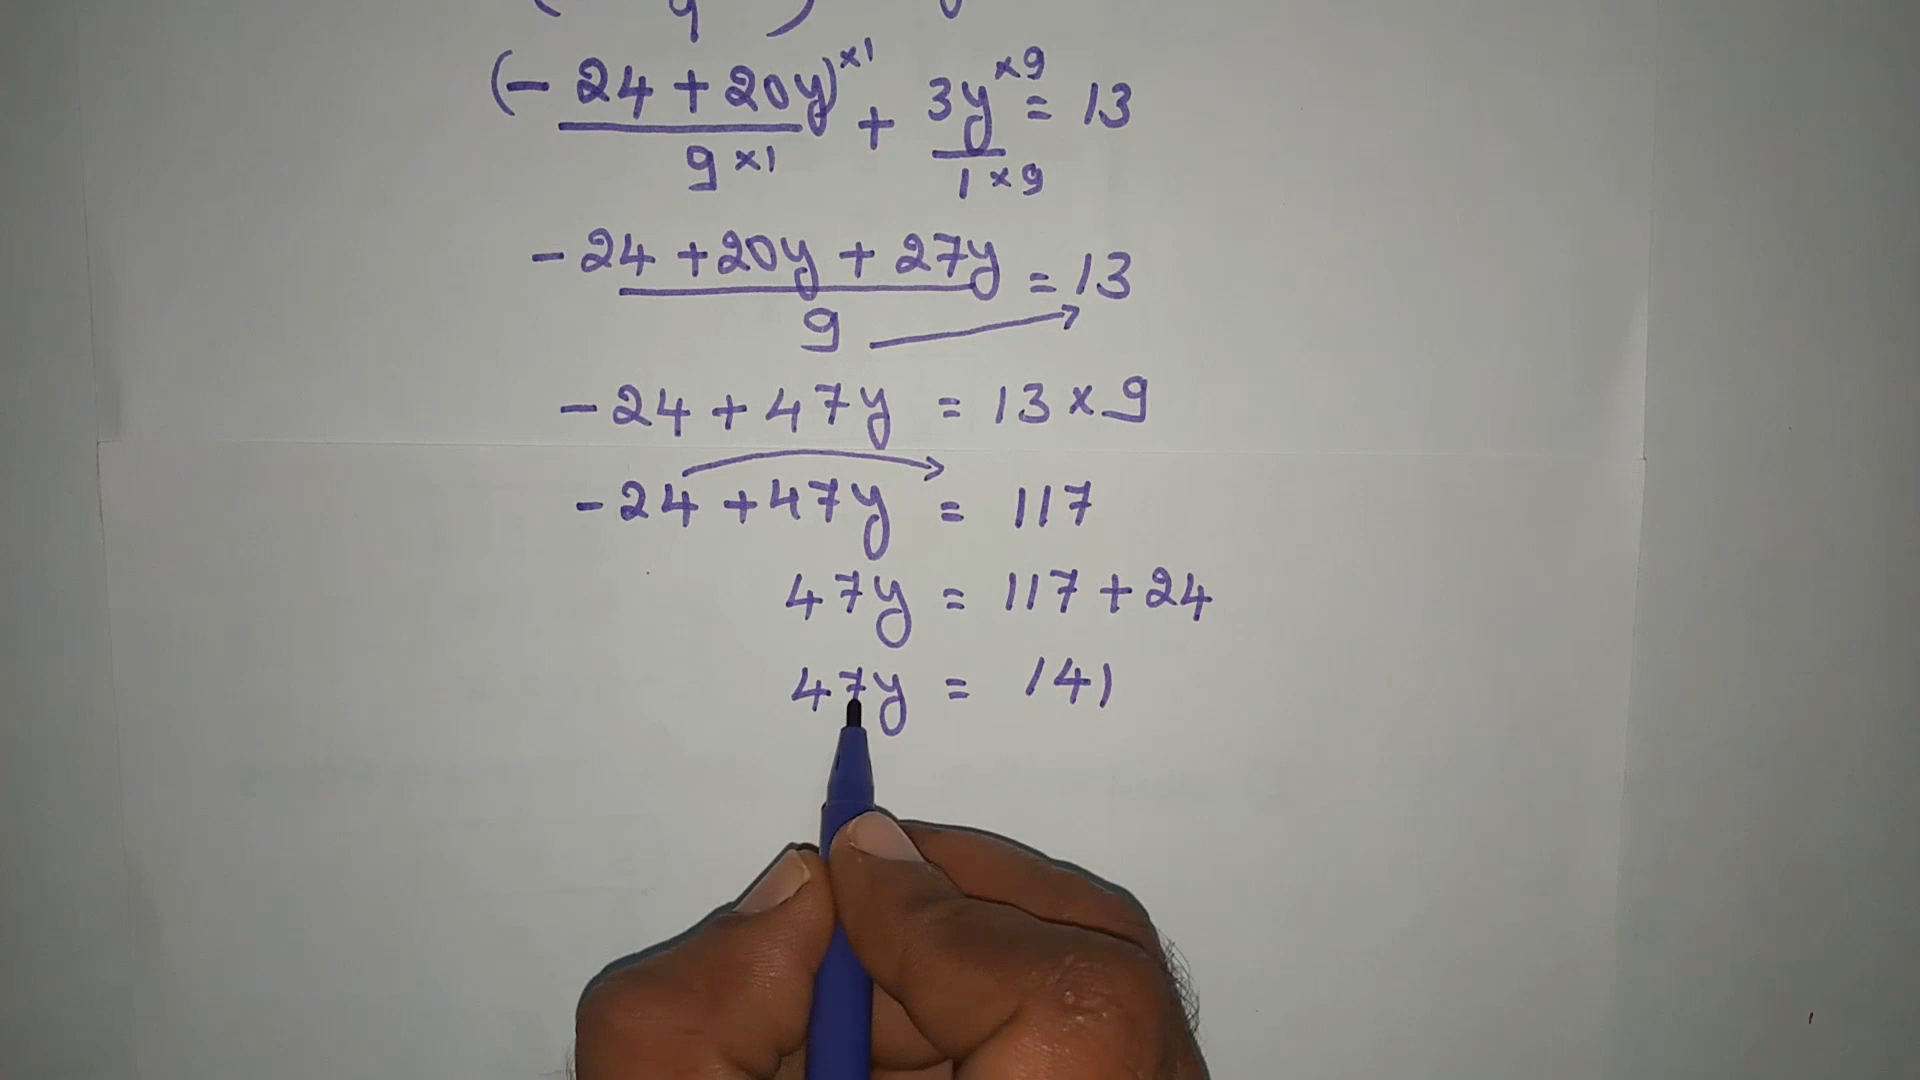 (- 24 + 20y)×1 / 9 ×1 + 3y×9 / 1 ×9 = 13
- 24 + 20y + 27y / 9 = 13
- 24 + 47y = 13 × 9
- 24 + 47y = 117
47y = 117 + 24
47y = 141